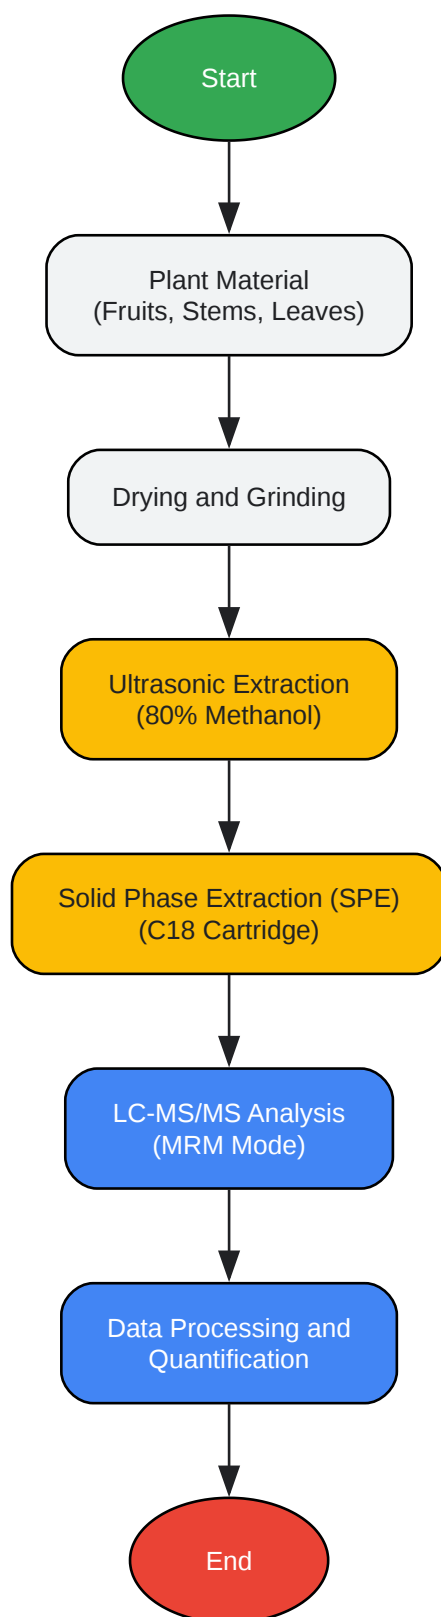 Start
Plant Material
(Fruits, Stems, Leaves)
Drying and Grinding
Ultrasonic Extraction
(80% Methanol)
Solid Phase Extraction (SPE)
(C18 Cartridge)
LC-MS/MS Analysis
(MRM Mode)
Data Processing and
Quantification
End